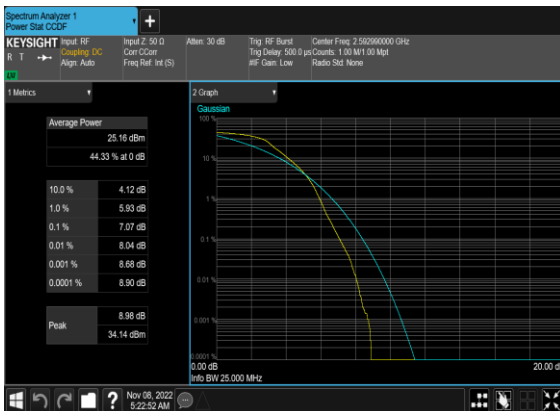 Spectrum Analyzer 1
Power Stat CCDF
KEYSIGHT
R T
LV
Input: RF
Coupling: DC
Align: Auto
Input Z: 50 Ω
Corr CCorr
Freq Ref: Int (S)
Atten: 30 dB
Trig: RF Burst
Trig Delay: 500.0 µs
#IF Gain: Low
Center Freq: 2.592990000 GHz
Counts: 1.00 M/1.00 Mpt
Radio Std: None
1 Metrics
Average Power
25.16 dBm
44.33 % at 0 dB
10.0 % 4.12 dB
1.0 % 5.93 dB
0.1 % 7.07 dB
0.01 % 8.04 dB
0.001 % 8.68 dB
0.0001 % 8.90 dB
Peak
8.98 dB
34.14 dBm
2 Graph
Gaussian
100 %
10 %
1 %
0.1 %
0.01 %
0.001 %
0.0001 %
0.00 dB
20.00 d
Info BW 25.000 MHz
Nov 08, 2022
5:22:52 AM